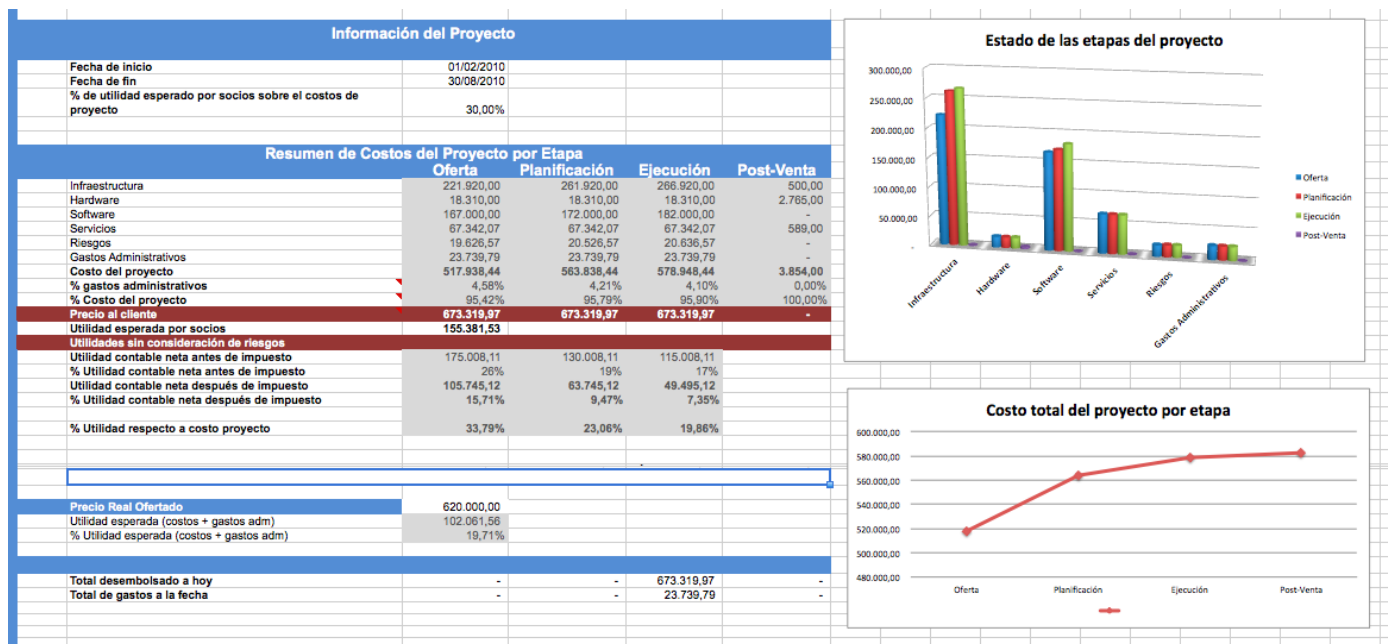 Información del Proyecto
Fecha de inicio 01/02/2010
Fecha de fin 30/08/2010
% de utilidad esperado por socios sobre el costos de
proyecto 30,00%
Resumen de Costos del Proyecto por Etapa
Oferta Planificación Ejecución Post-Venta
Infraestructura 221.920,00 261.920,00 266.920,00 500,00
Hardware 18.310,00 18.310,00 18.310,00 2.765,00
Software 167.000,00 172.000,00 182.000,00 -
Servicios 67.342,07 67.342,07 67.342,07 589,00
Riesgos 19.626,57 20.526,57 20.636,57 -
Gastos Administrativos 23.739,79 23.739,79 23.739,79 -
Costo del proyecto 517.938,44 563.838,44 578.948,44 3.854,00
% gastos administrativos 4,58% 4,21% 4,10% 0,00%
% Costo del proyecto 95,42% 95,79% 95,90% 100,00%
Precio al cliente 673.319,97 673.319,97 673.319,97 -
Utilidad esperada por socios 155.381,53
Utilidades sin consideración de riesgos
Utilidad contable neta antes de impuesto 175.008,11 130.008,11 115.008,11
% Utilidad contable neta antes de impuesto 26% 19% 17%
Utilidad contable neta después de impuesto 105.745,12 63.745,12 49.495,12
% Utilidad contable neta después de impuesto 15,71% 9,47% 7,35%
% Utilidad respecto a costo proyecto 33,79% 23,06% 19,86%
Precio Real Ofertado 620.000,00
Utilidad esperada (costos + gastos adm) 102.061,56
% Utilidad esperada (costos + gastos adm) 19,71%
Total desembolsado a hoy - - 673.319,97 -
Total de gastos a la fecha - - 23.739,79 -
Estado de las etapas del proyecto
300.000,00
250.000,00
200.000,00
150.000,00
100.000,00
50.000,00
-
Infraestructura
Hardware
Software
Servicios
Riesgos
Gastos Administrativos
Oferta
Planificación
Ejecución
Post-Venta
Costo total del proyecto por etapa
600.000,00
580.000,00
560.000,00
540.000,00
520.000,00
500.000,00
480.000,00
Oferta Planificación Ejecución Post-Venta